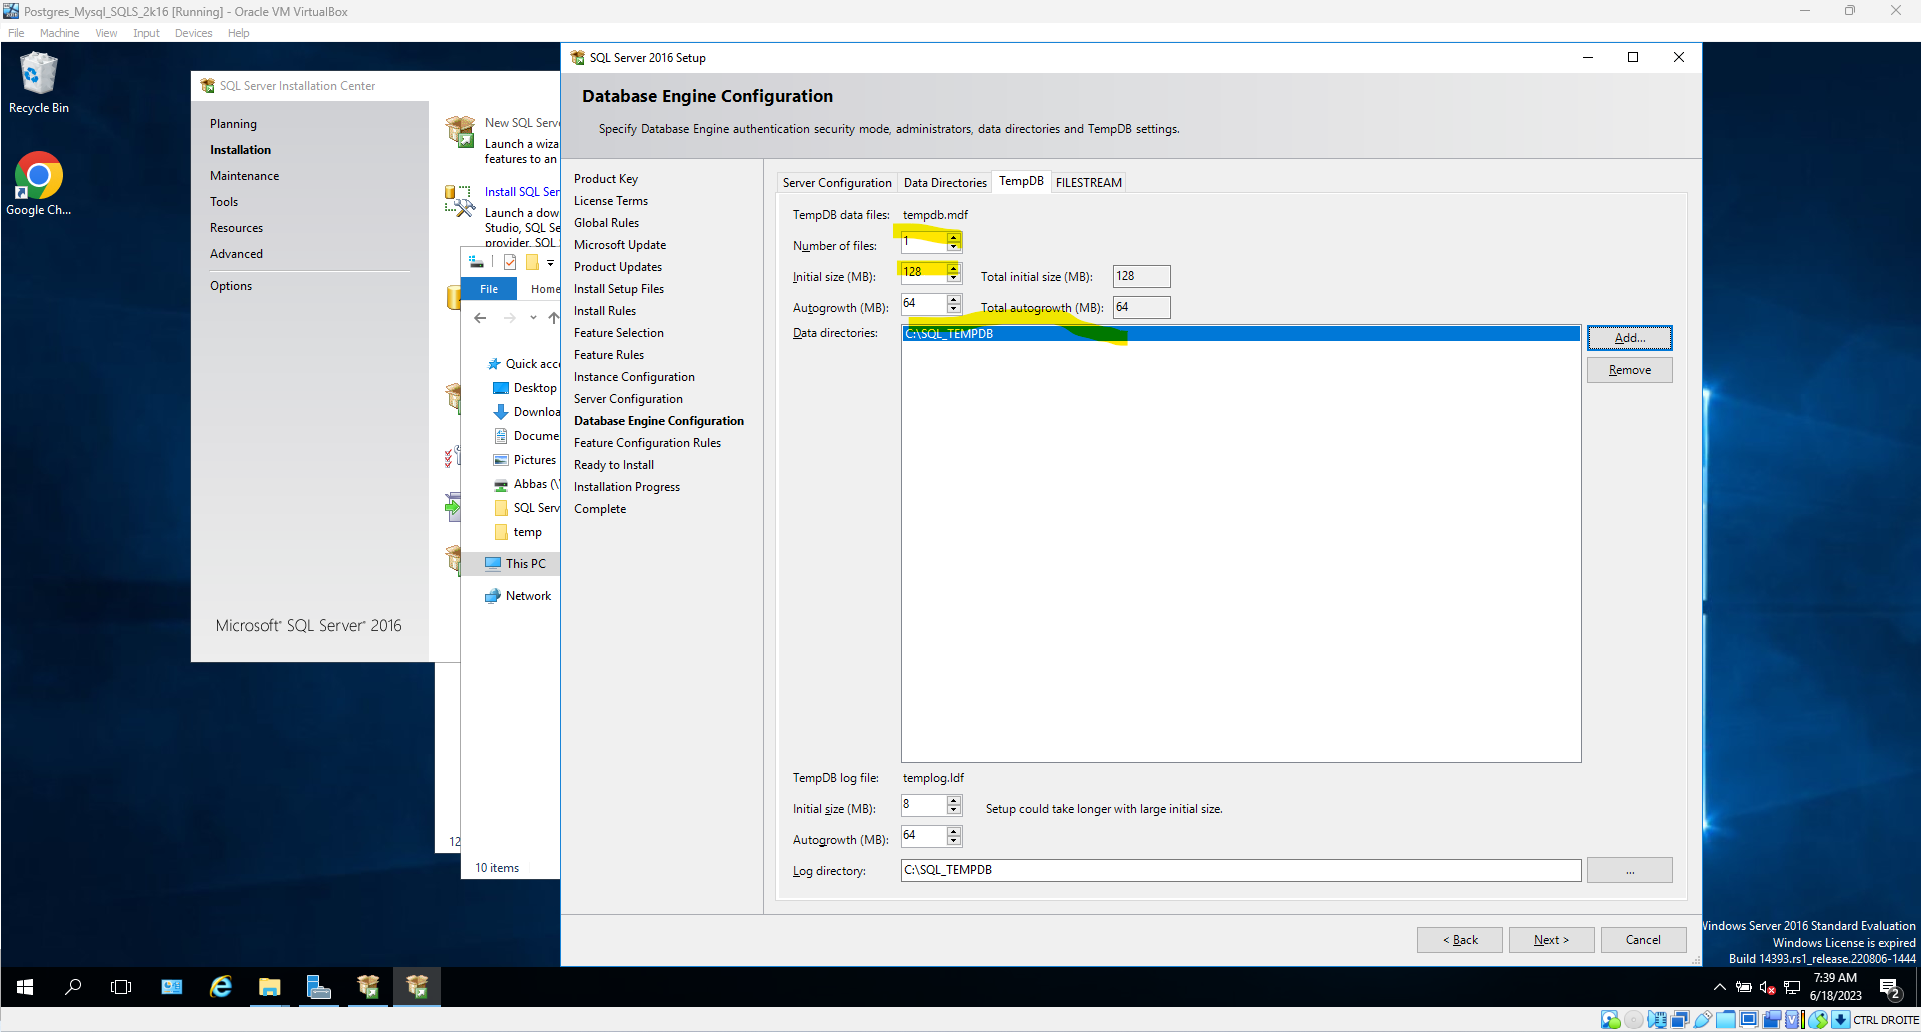 Postgres_Mysql_SQLS_2k16 [Running] - Oracle VM VirtualBox
File Machine View Input Devices Help
Recycle Bin
Google Ch...
SQL Server Installation Center
Planning
Installation
Maintenance
Tools
Resources
Advanced
Options
Microsoft SQL Server 2016
New SQL Serve
Launch a wiza
features to an
Install SQL Ser
Launch a dow
Studio, SQL Se
provider, SQL
File Home
Quick acc
Desktop
Downloa
Docume
Pictures
Abbas (\\
SQL Serv
temp
This PC
Network
12
10 items
SQL Server 2016 Setup
Database Engine Configuration
Specify Database Engine authentication security mode, administrators, data directories and TempDB settings.
Product Key
License Terms
Global Rules
Microsoft Update
Product Updates
Install Setup Files
Install Rules
Feature Selection
Feature Rules
Instance Configuration
Server Configuration
Database Engine Configuration
Feature Configuration Rules
Ready to Install
Installation Progress
Complete
Server Configuration Data Directories TempDB FILESTREAM
TempDB data files: tempdb.mdf
Number of files: 1
Initial size (MB): 128 Total initial size (MB): 128
Autogrowth (MB): 64 Total autogrowth (MB): 64
Data directories: C:\SQL_TEMPDB
Add...
Remove
TempDB log file: templog.ldf
Initial size (MB): 8 Setup could take longer with large initial size.
Autogrowth (MB): 64
Log directory: C:\SQL_TEMPDB ...
< Back Next > Cancel
Windows Server 2016 Standard Evaluation
Windows License is expired
Build 14393.rs1_release.220806-1444
7:39 AM
6/18/2023
2
CTRL DROITE